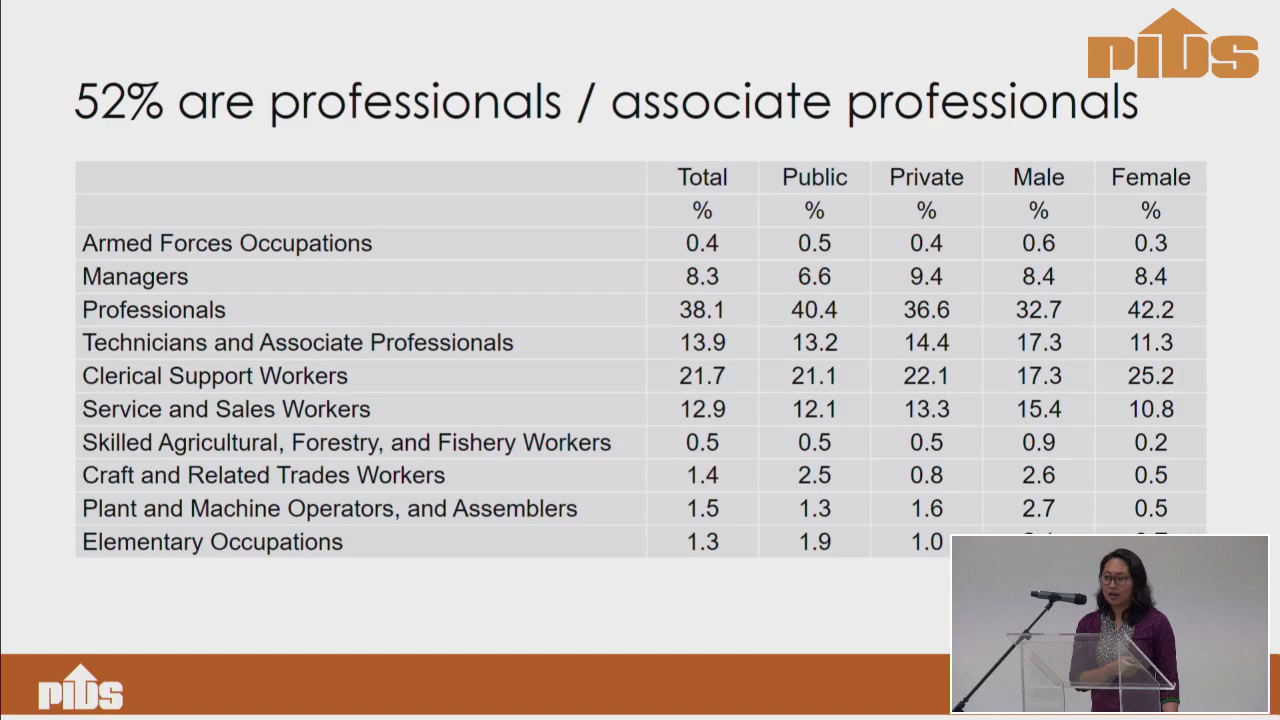 PIDS
52% are professionals / associate professionals
Total Public Private Male Female
% % % % %
Armed Forces Occupations 0.4 0.5 0.4 0.6 0.3
Managers 8.3 6.6 9.4 8.4 8.4
Professionals 38.1 40.4 36.6 32.7 42.2
Technicians and Associate Professionals 13.9 13.2 14.4 17.3 11.3
Clerical Support Workers 21.7 21.1 22.1 17.3 25.2
Service and Sales Workers 12.9 12.1 13.3 15.4 10.8
Skilled Agricultural, Forestry, and Fishery Workers 0.5 0.5 0.5 0.9 0.2
Craft and Related Trades Workers 1.4 2.5 0.8 2.6 0.5
Plant and Machine Operators, and Assemblers 1.5 1.3 1.6 2.7 0.5
Elementary Occupations 1.3 1.9 1.0
PIDS